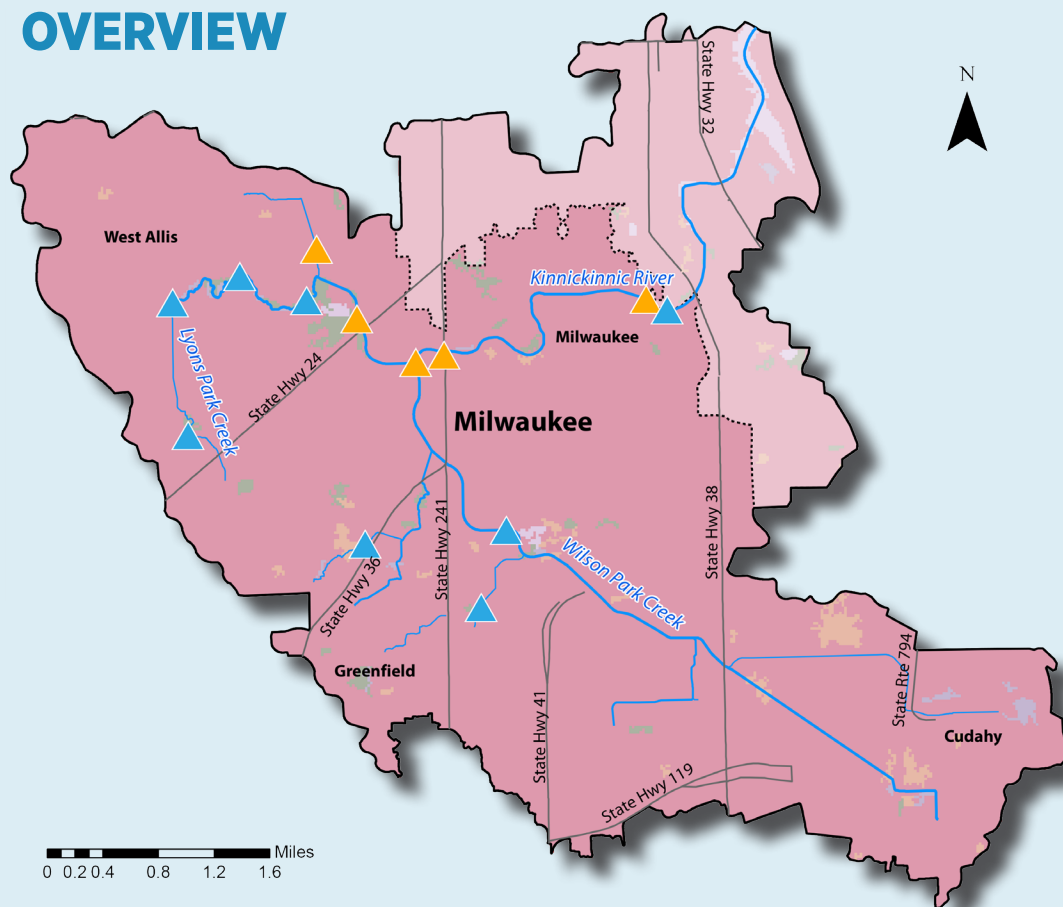 OVERVIEW
N
State Hwy 32
West Allis
Kinnickinnic River
Milwaukee
Lyons Park Creek
State Hwy 24
Milwaukee
State Hwy 241
State Hwy 38
State Hwy 36
Wilson Park Creek
Greenfield
State Hwy 41
State Rte 794
Cudahy
State Hwy 119
Miles
0 0.2 0.4 0.8 1.2 1.6